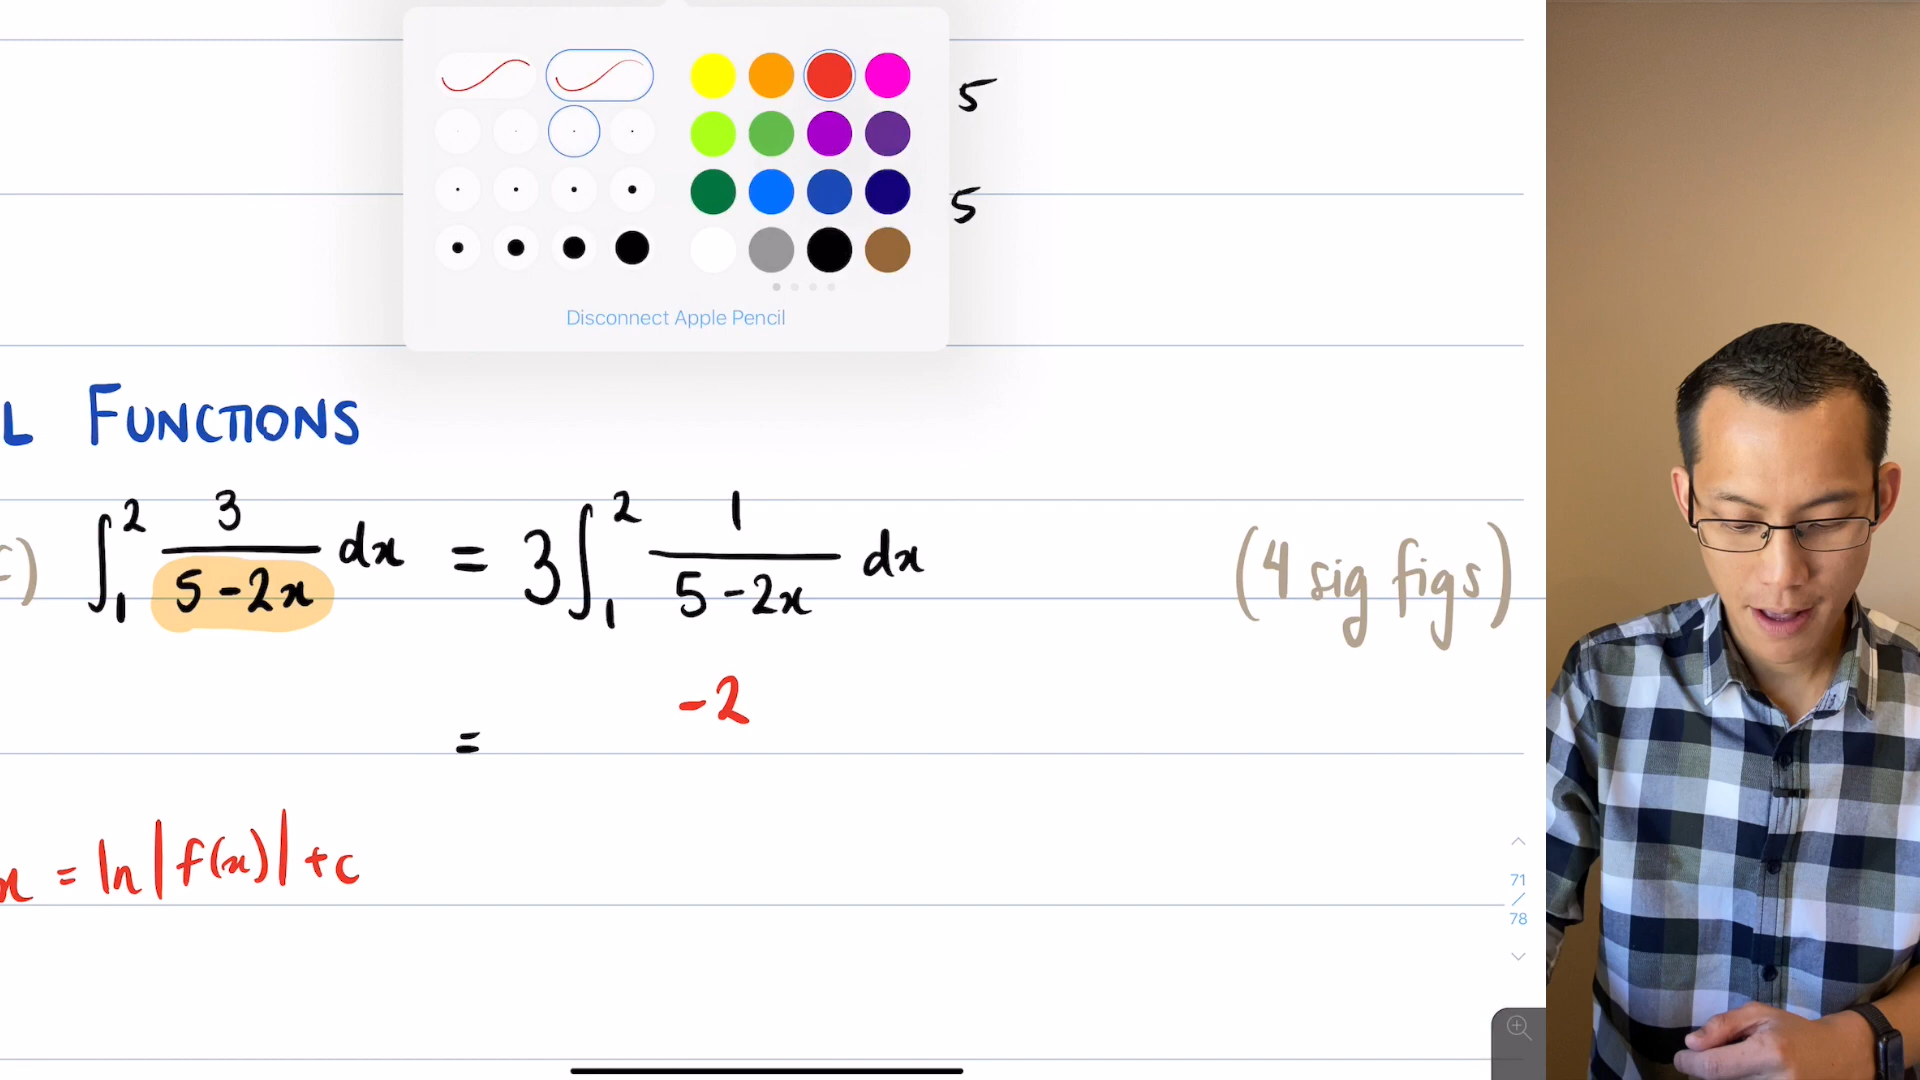 5
Disconnect Apple Pencil
5
L FUNCTIONS
c) ∫₁² 3/(5-2x) dx = 3∫₁² 1/(5-2x) dx (4 sig figs)
= -2
x = ln|f(x)| + c
71
/
78